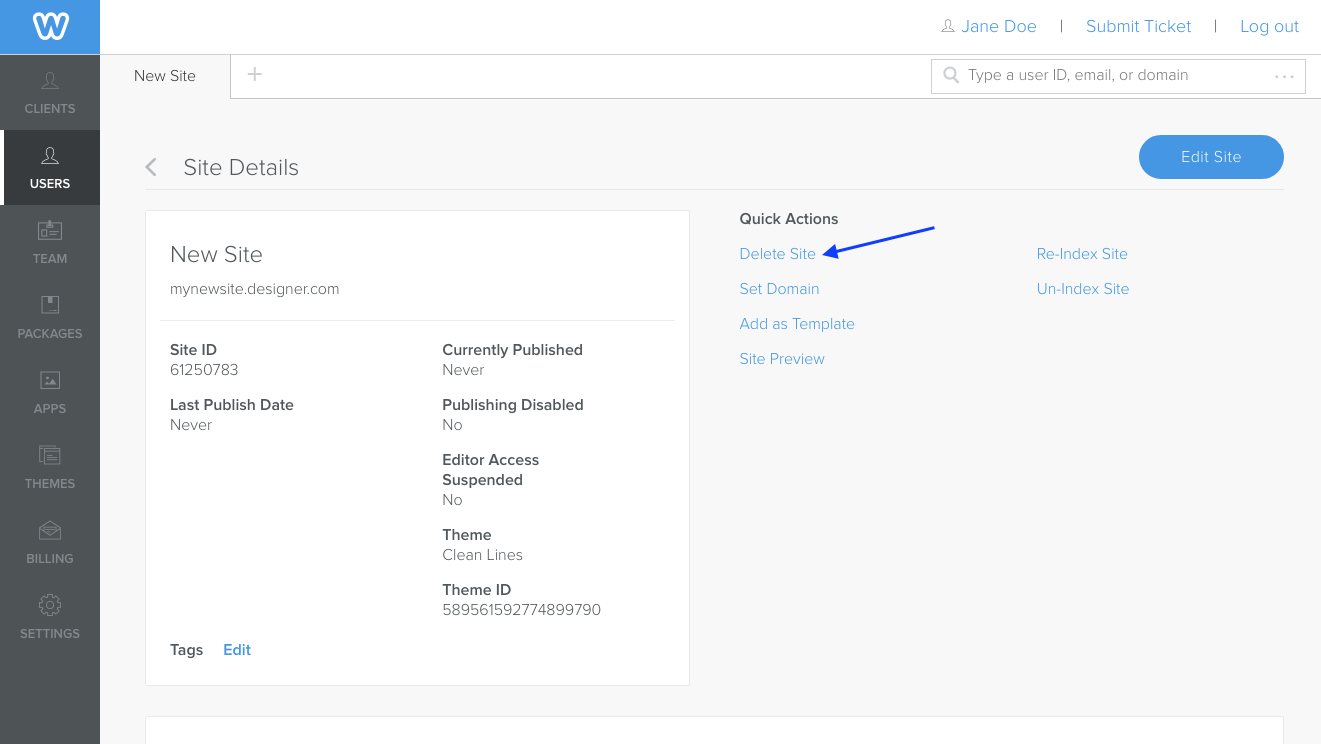 Jane Doe | Submit Ticket | Log out
New Site
Type a user ID, email, or domain
CLIENTS
USERS
TEAM
PACKAGES
APPS
THEMES
BILLING
SETTINGS
Site Details
Edit Site
New Site
mynewsite.designer.com
Site ID
61250783
Last Publish Date
Never
Currently Published
Never
Publishing Disabled
No
Editor Access
Suspended
No
Theme
Clean Lines
Theme ID
589561592774899790
Tags Edit
Quick Actions
Delete Site
Set Domain
Add as Template
Site Preview
Re-Index Site
Un-Index Site